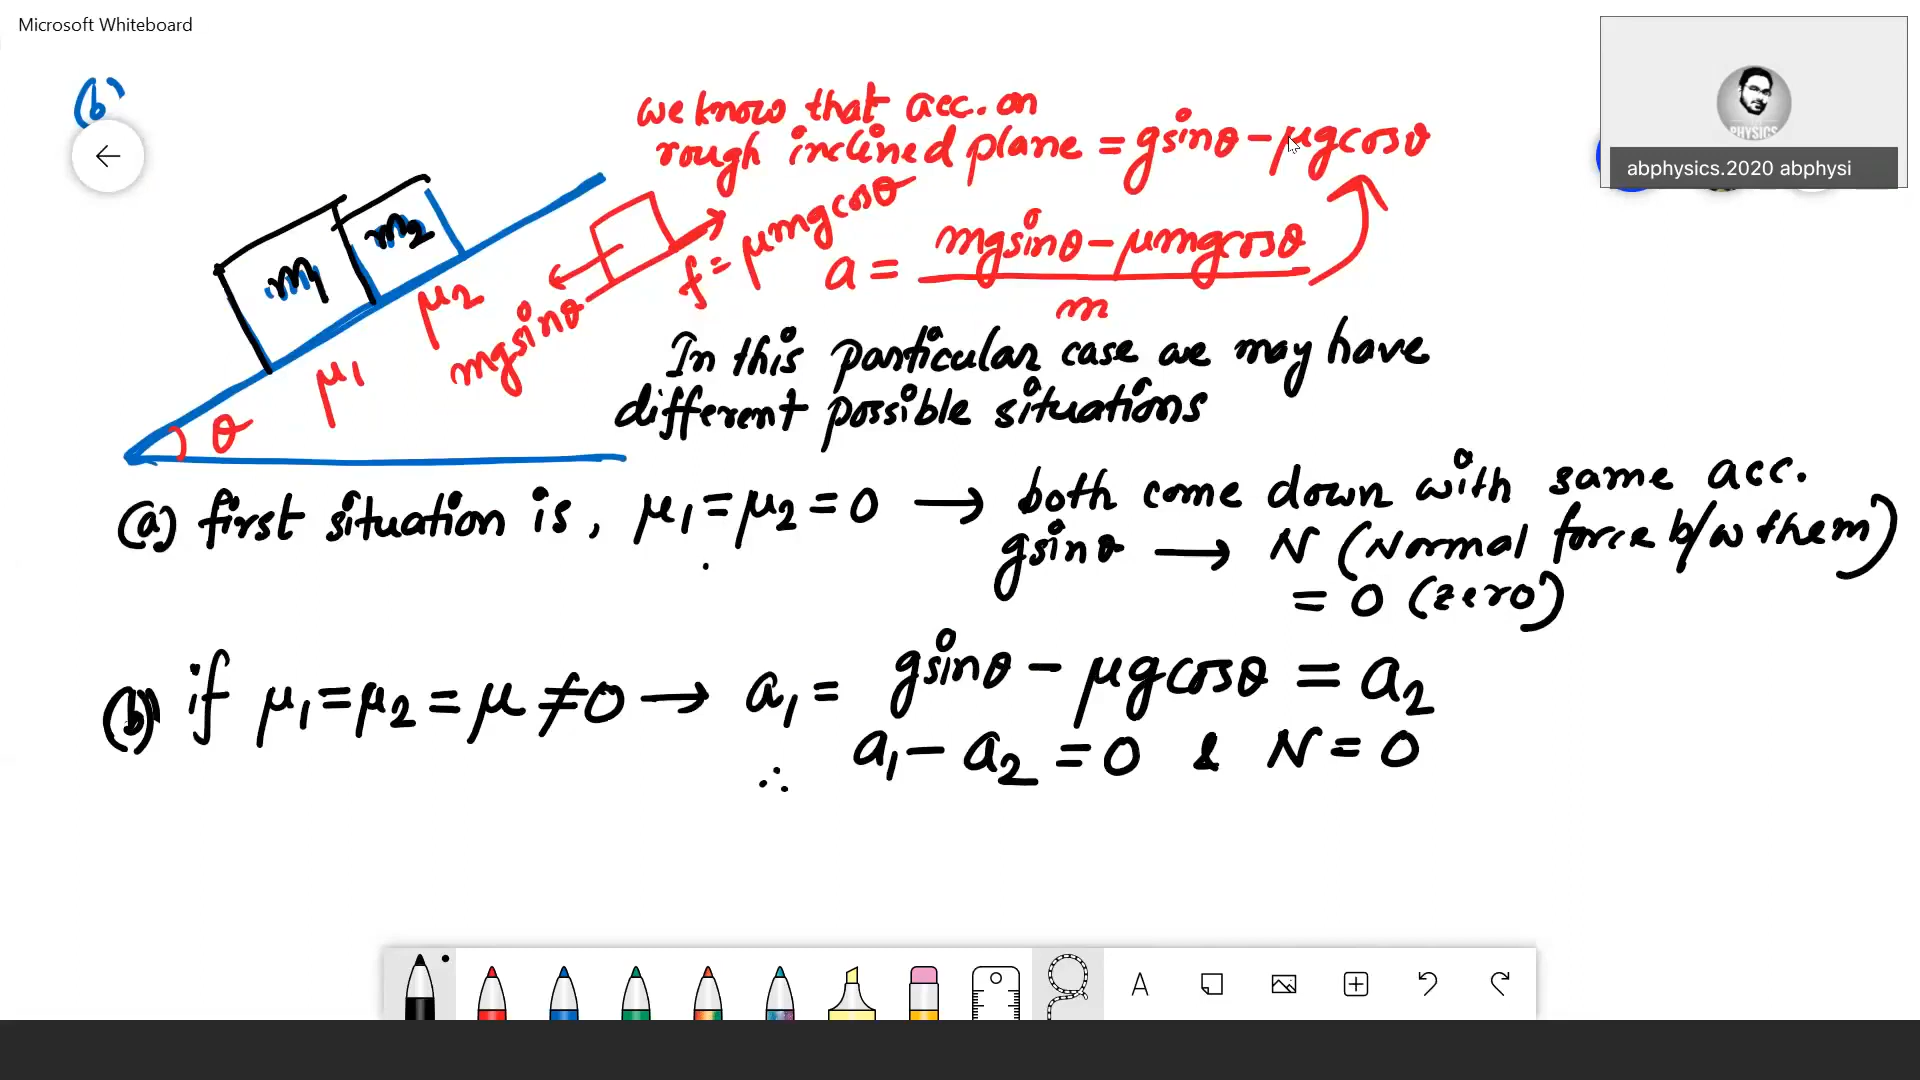 Microsoft Whiteboard
(b)
we know that acc. on
rough inclined plane = gsinθ - μgcosθ
abphysics.2020 abphysi
PHYSICS
m1
m2
μ1
μ2
θ
mgsinθ
f = μmgcosθ
a = mgsinθ - μmgcosθ
m
In this particular case we may have
different possible situations
(a) first situation is, μ1 = μ2 = 0 → both come down with same acc.
gsinθ → N (Normal force b/w them)
= 0 (zero)
(b) if μ1 = μ2 = μ ≠ 0 → a1 = gsinθ - μgcosθ = a2
∴ a1 - a2 = 0 & N = 0
A